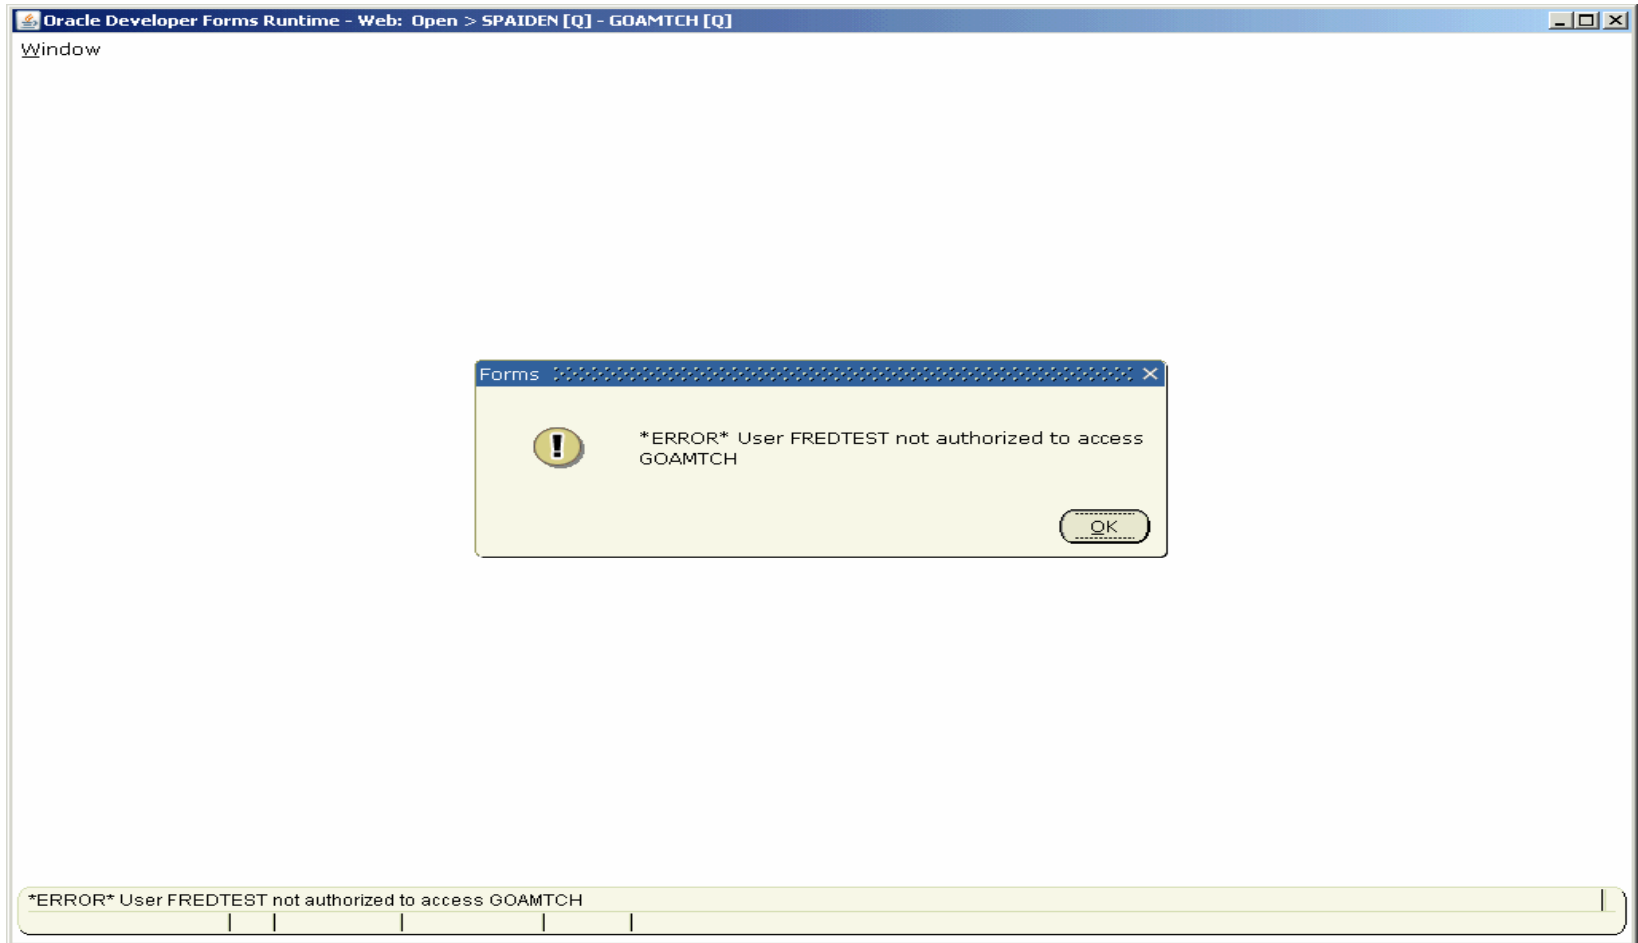 Oracle Developer Forms Runtime - Web: Open > SPAIDEN [Q] - GOAMTCH [Q]
Window
Forms
*ERROR* User FREDTEST not authorized to access
GOAMTCH
OK
*ERROR* User FREDTEST not authorized to access GOAMTCH